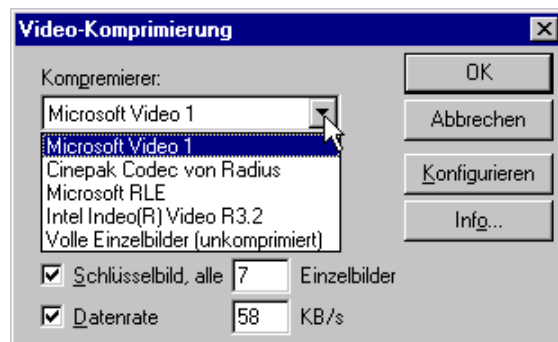 Video-Komprimierung
Kompremierer:
Microsoft Video 1
Microsoft Video 1
Cinepak Codec von Radius
Microsoft RLE
Intel Indeo(R) Video R3.2
Volle Einzelbilder (unkomprimiert)
Schlüsselbild, alle 7 Einzelbilder
Datenrate 58 KB/s
OK
Abbrechen
Konfigurieren
Info...